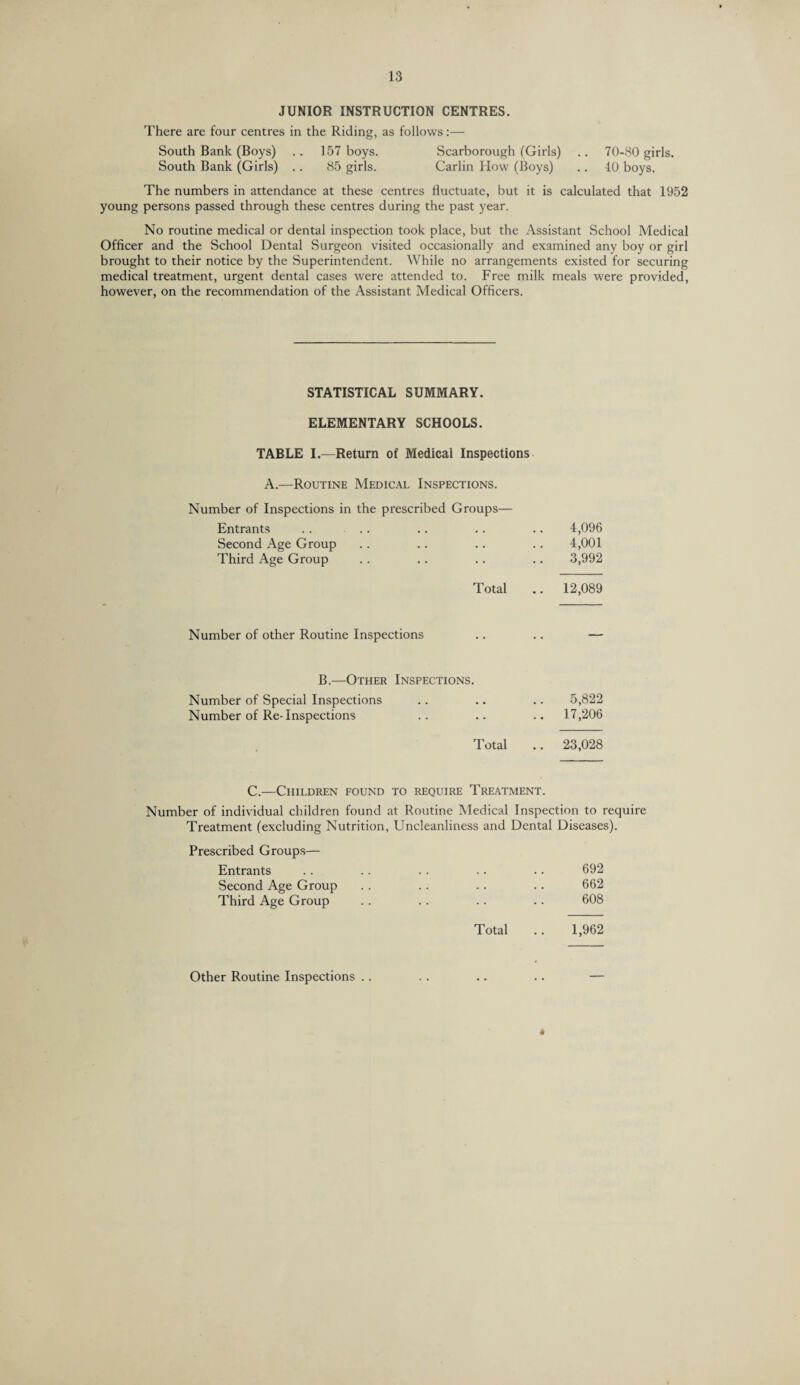 13
JUNIOR INSTRUCTION CENTRES.
There are four centres in the Riding, as follows:—
South Bank (Boys) .. 157 boys. Scarborough (Girls) .. 70-80 girls.
South Bank (Girls) .. 85 girls. Carlin How (Boys) .. 40 boys.
The numbers in attendance at these centres fluctuate, but it is calculated that 1952
young persons passed through these centres during the past year.
No routine medical or dental inspection took place, but the Assistant School Medical
Officer and the School Dental Surgeon visited occasionally and examined any boy or girl
brought to their notice by the Superintendent. While no arrangements existed for securing
medical treatment, urgent dental cases were attended to. Free milk meals were provided,
however, on the recommendation of the Assistant Medical Officers.
STATISTICAL SUMMARY.
ELEMENTARY SCHOOLS.
TABLE I.—Return of Medical Inspections
A.—Routine Medical Inspections.
Number of Inspections in the prescribed Groups—
Entrants .. .. .. .. .. 4,096
Second Age Group .. .. .. .. 4,001
Third Age Group .. .. .. .. 3,992
Total .. 12,089
Number of other Routine Inspections .. .. —
B.—Other Inspections.
Number of Special Inspections .. .. .. 5,822
Number of Re-Inspections .. .. .. 17,206
Total .. 23,028
C.—Children found to require Treatment.
Number of individual children found at Routine Medical Inspection to require
Treatment (excluding Nutrition, Uncleanliness and Dental Diseases).
Prescribed Groups—
Entrants .. .. .. .. .. 692
Second Age Group .. .. .. .. 662
Third Age Group .. .. .. .. 608
Total .. 1,962
Other Routine Inspections .. .. .. .. —